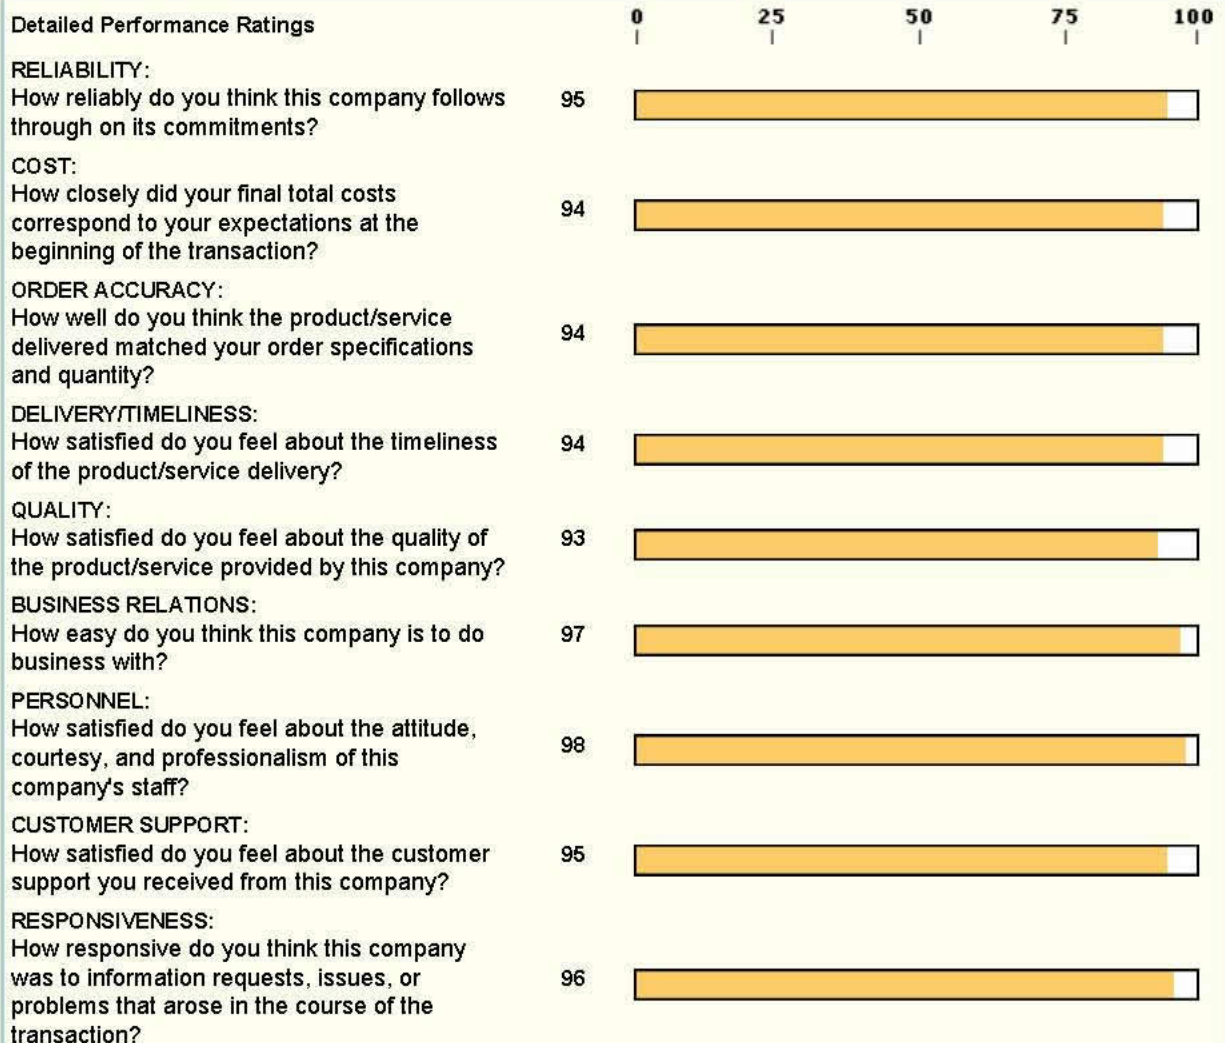 Detailed Performance Ratings 0 25 50 75 100
RELIABILITY:
How reliably do you think this company follows 95
through on its commitments?
COST:
How closely did your final total costs
correspond to your expectations at the 94
beginning of the transaction?
ORDER ACCURACY:
How well do you think the product/service
delivered matched your order specifications 94
and quantity?
DELIVERY/TIMELINESS:
How satisfied do you feel about the timeliness 94
of the product/service delivery?
QUALITY:
How satisfied do you feel about the quality of 93
the product/service provided by this company?
BUSINESS RELATIONS:
How easy do you think this company is to do 97
business with?
PERSONNEL:
How satisfied do you feel about the attitude,
courtesy, and professionalism of this 98
company's staff?
CUSTOMER SUPPORT:
How satisfied do you feel about the customer 95
support you received from this company?
RESPONSIVENESS:
How responsive do you think this company
was to information requests, issues, or 96
problems that arose in the course of the
transaction?